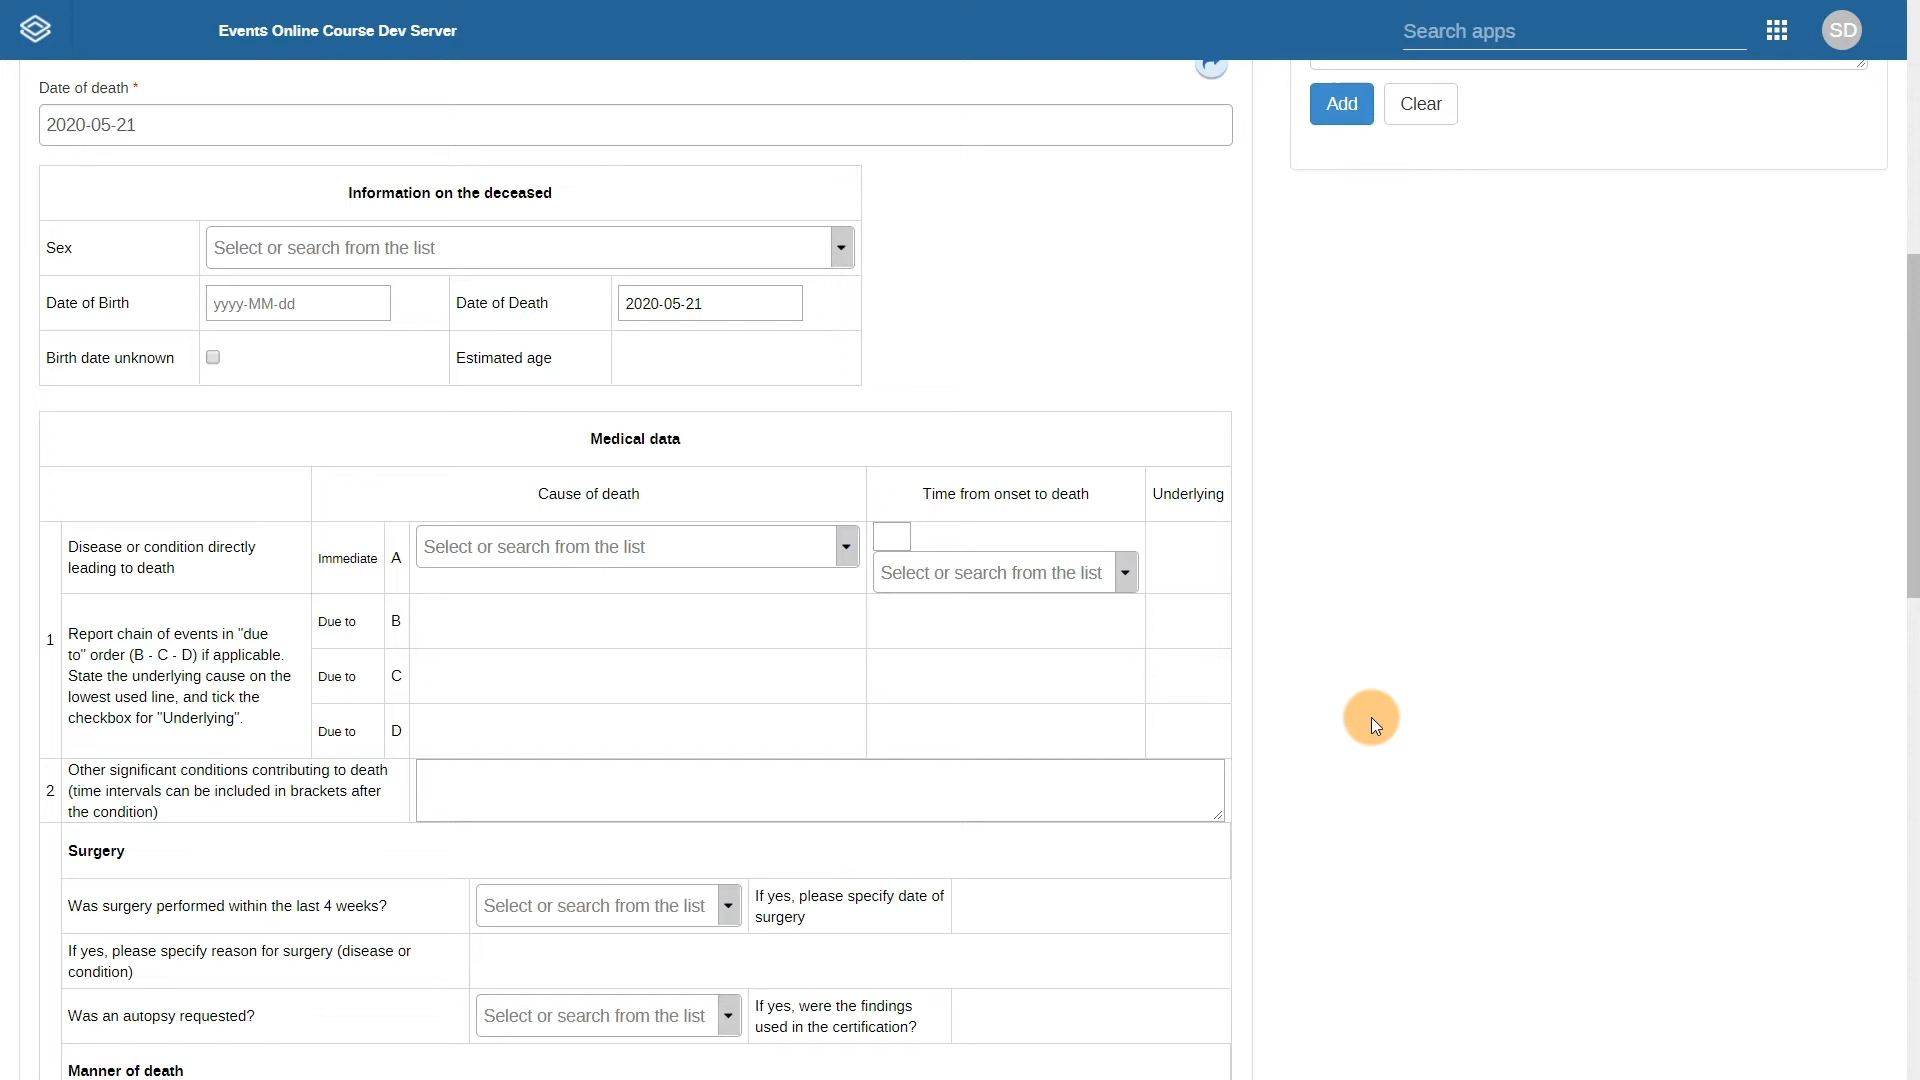 Events Online Course Dev Server
Search apps
SD
Date of death *
2020-05-21
Add
Clear
Information on the deceased
Sex
Select or search from the list
Date of Birth
yyyy-MM-dd
Date of Death
2020-05-21
Birth date unknown
Estimated age
Medical data
Cause of death
Time from onset to death
Underlying
1
Disease or condition directly
leading to death
Immediate
A
Select or search from the list
Select or search from the list
Report chain of events in "due
to" order (B - C - D) if applicable.
State the underlying cause on the
lowest used line, and tick the
checkbox for "Underlying".
Due to
B
Due to
C
Due to
D
2
Other significant conditions contributing to death
(time intervals can be included in brackets after
the condition)
Surgery
Was surgery performed within the last 4 weeks?
Select or search from the list
If yes, please specify date of
surgery
If yes, please specify reason for surgery (disease or
condition)
Was an autopsy requested?
Select or search from the list
If yes, were the findings
used in the certification?
Manner of death